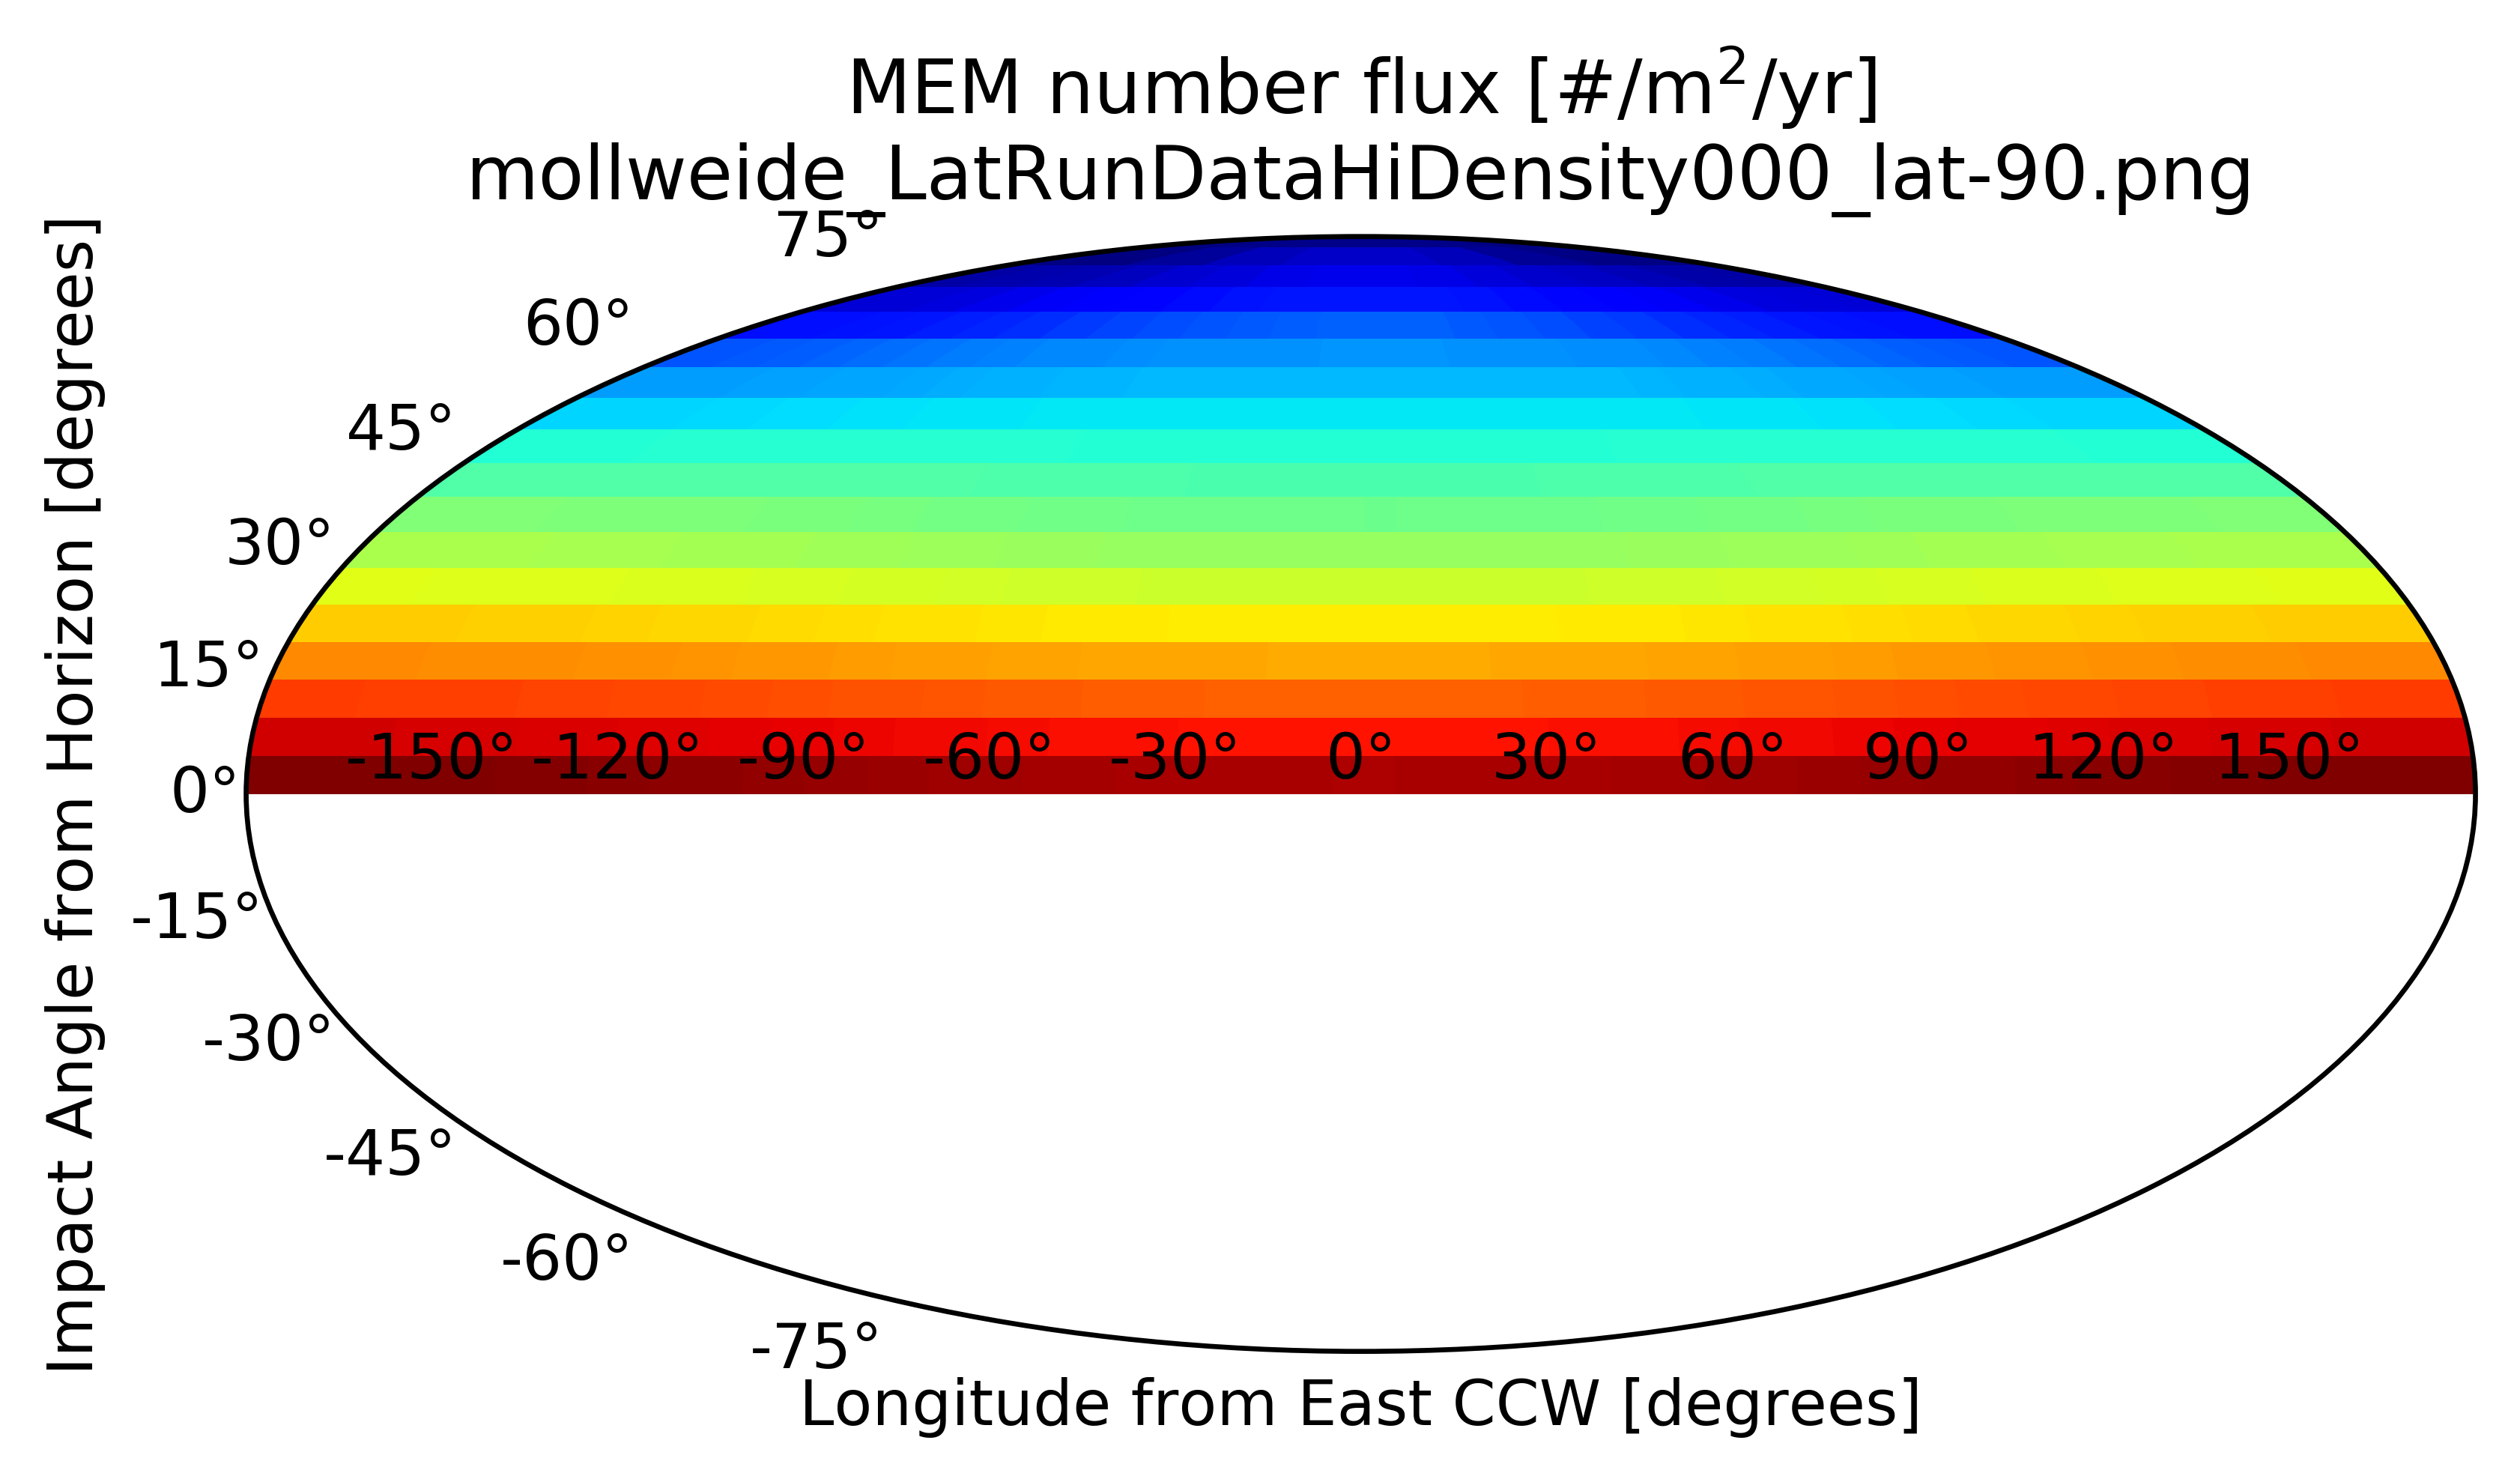 MEM number flux [#/m²/yr]
mollweide_LatRunDataHiDensity000_lat-90.png
75°
60°
45°
30°
15°
0°
-15°
-30°
-45°
-60°
-75°
-150° -120° -90° -60° -30° 0° 30° 60° 90° 120° 150°
Impact Angle from Horizon [degrees]
Longitude from East CCW [degrees]